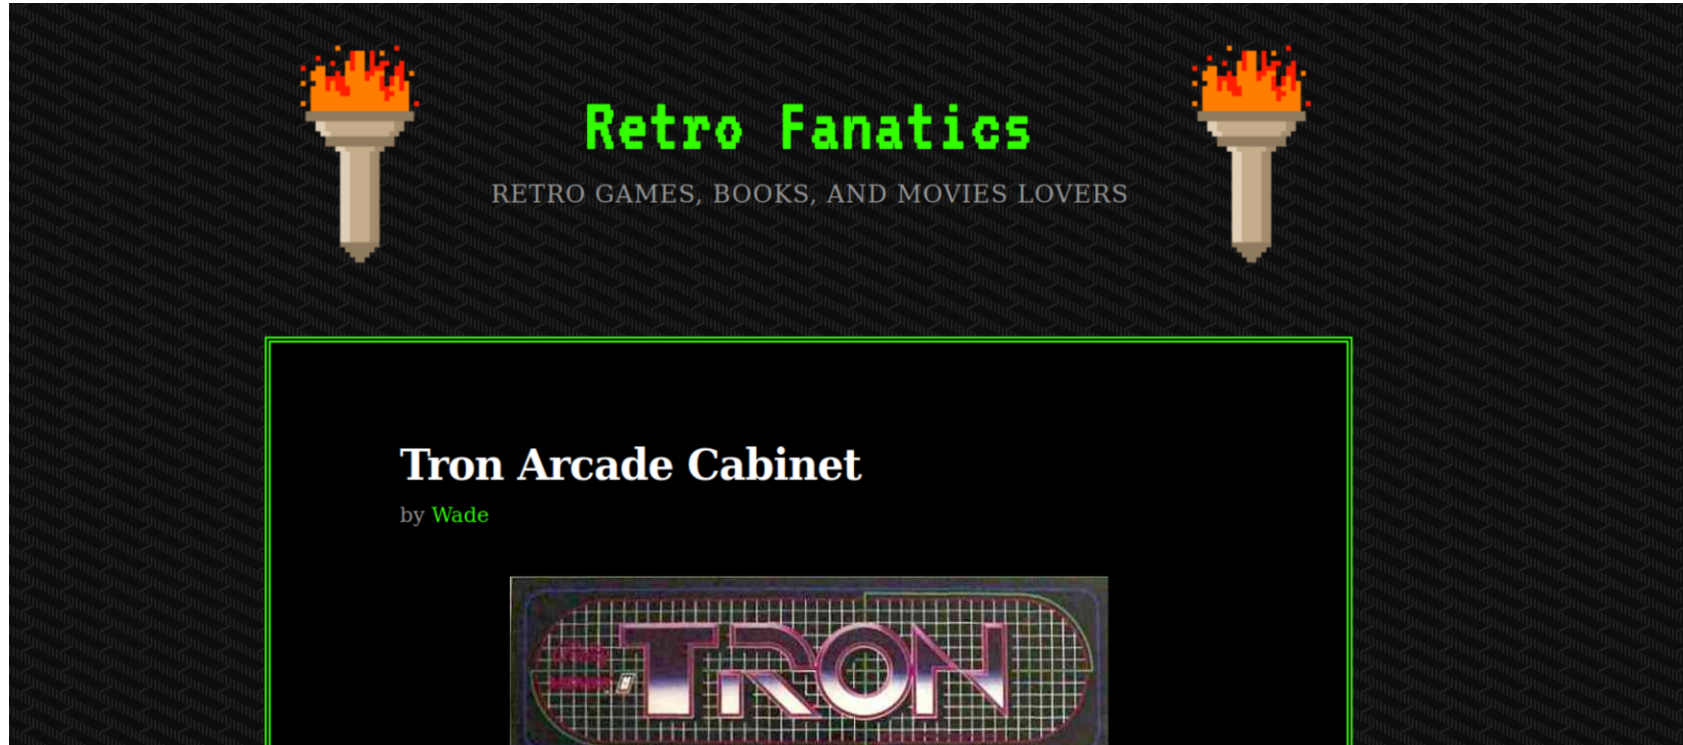 Retro Fanatics
RETRO GAMES, BOOKS, AND MOVIES LOVERS
Tron Arcade Cabinet
by Wade
TRON